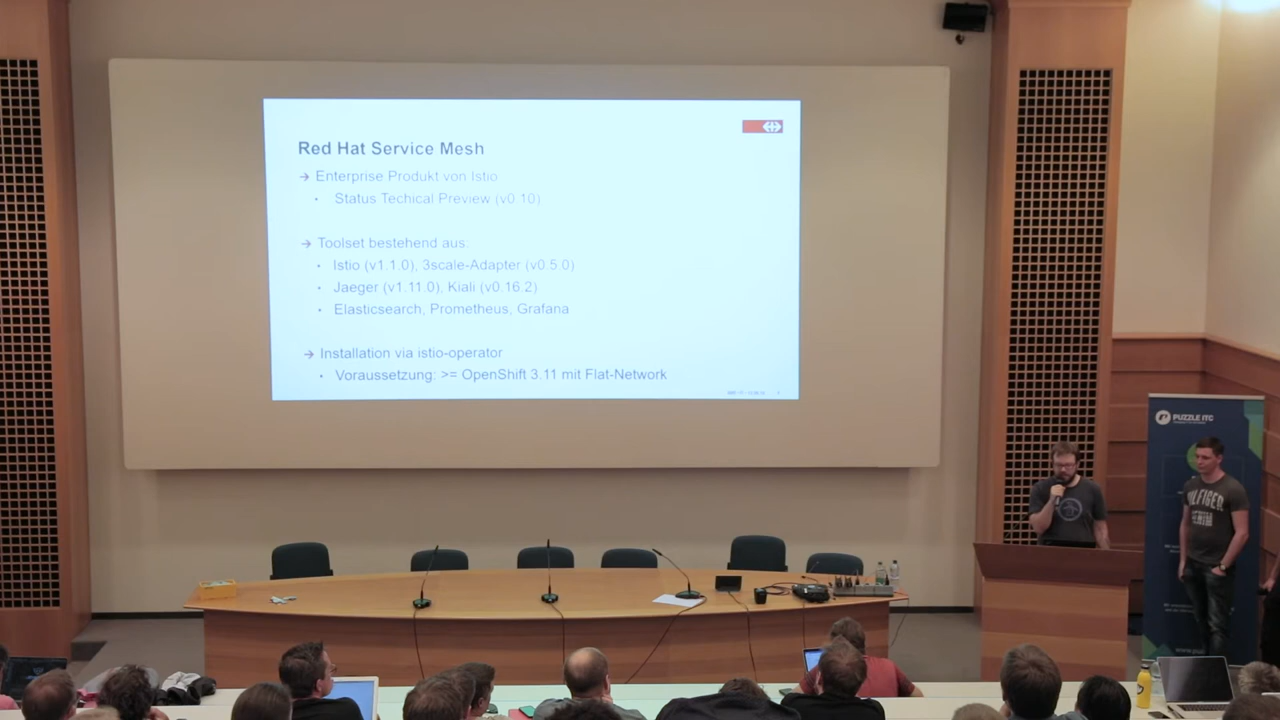 Red Hat Service Mesh
→ Enterprise Produkt von Istio
• Status Techical Preview (v0.10)
→ Toolset bestehend aus:
• Istio (v1.1.0), 3scale-Adapter (v0.5.0)
• Jaeger (v1.11.0), Kiali (v0.16.2)
• Elasticsearch, Prometheus, Grafana
→ Installation via istio-operator
• Voraussetzung: >= OpenShift 3.11 mit Flat-Network
PUZZLE ITC
HILFIGER
DENIM